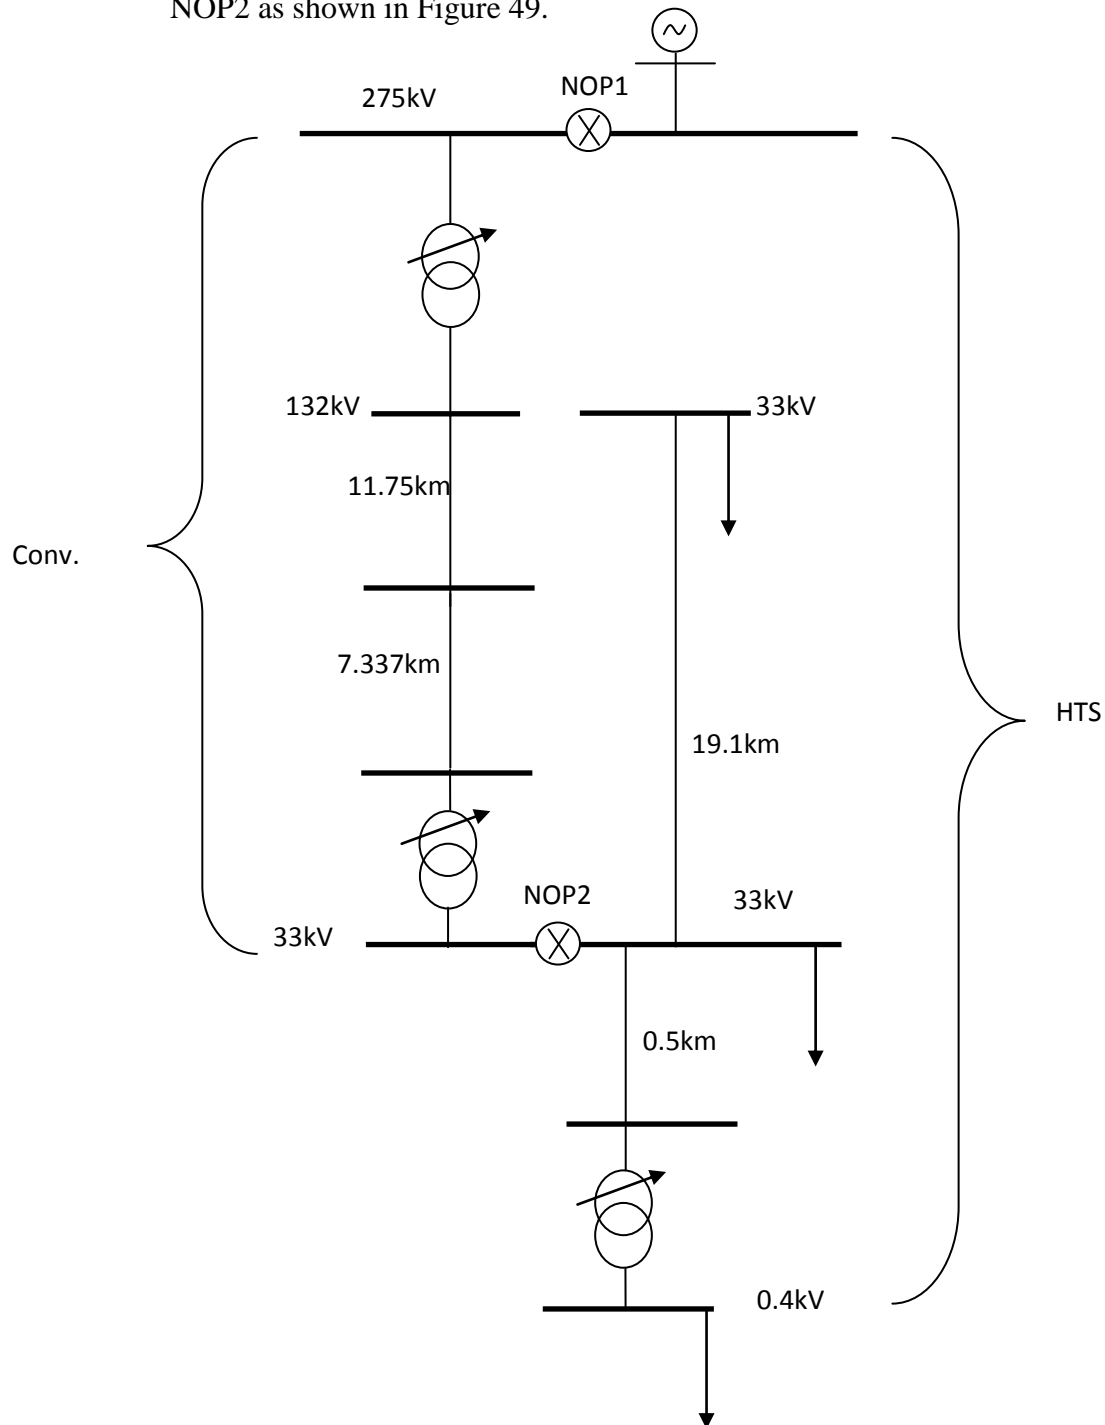 NOP2 as shown in Figure 49.
NOP1
275kV
132kV
33kV
11.75km
Conv.
7.337km
HTS
19.1km
NOP2
33kV
33kV
0.5km
0.4kV